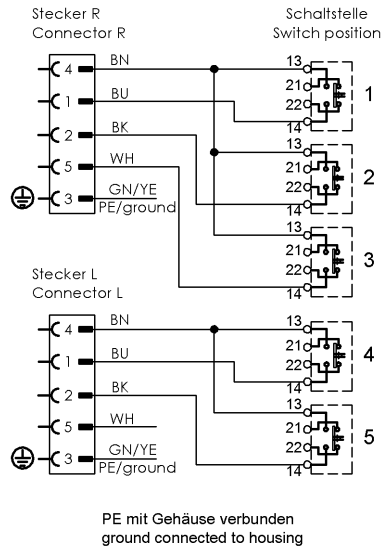 Stecker R
Connector R
Schaltstelle
Switch position
4 BN
1 BU
2 BK
5 WH
3 GN/YE
PE/ground
13
21
22
14
1
13
21
22
14
2
13
21
22
14
3
Stecker L
Connector L
4 BN
1 BU
2 BK
5 WH
3 GN/YE
PE/ground
13
21
22
14
4
13
21
22
14
5
PE mit Gehäuse verbunden
ground connected to housing